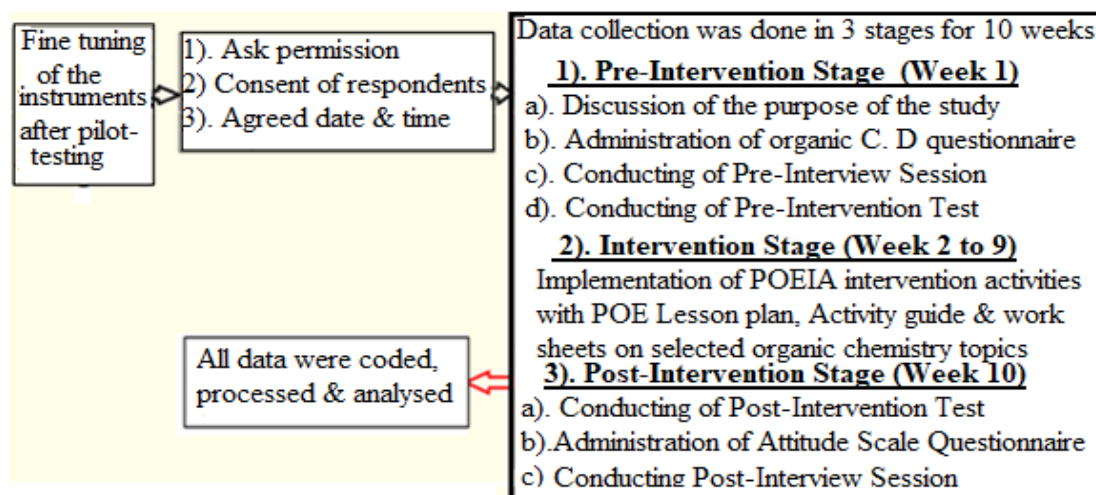 Fine tuning
of the
instruments
after pilot-
testing
1). Ask permission
2) Consent of respondents
3). Agreed date & time
Data collection was done in 3 stages for 10 weeks
1). Pre-Intervention Stage (Week 1)
a). Discussion of the purpose of the study
b). Administration of organic C. D questionnaire
c). Conducting of Pre-Interview Session
d). Conducting of Pre-Intervention Test
2). Intervention Stage (Week 2 to 9)
Implementation of POEIA intervention activities
with POE Lesson plan, Activity guide & work
sheets on selected organic chemistry topics
3). Post-Intervention Stage (Week 10)
a). Conducting of Post-Intervention Test
b).Administration of Attitude Scale Questionnaire
c) Conducting Post-Interview Session
All data were coded,
processed & analysed